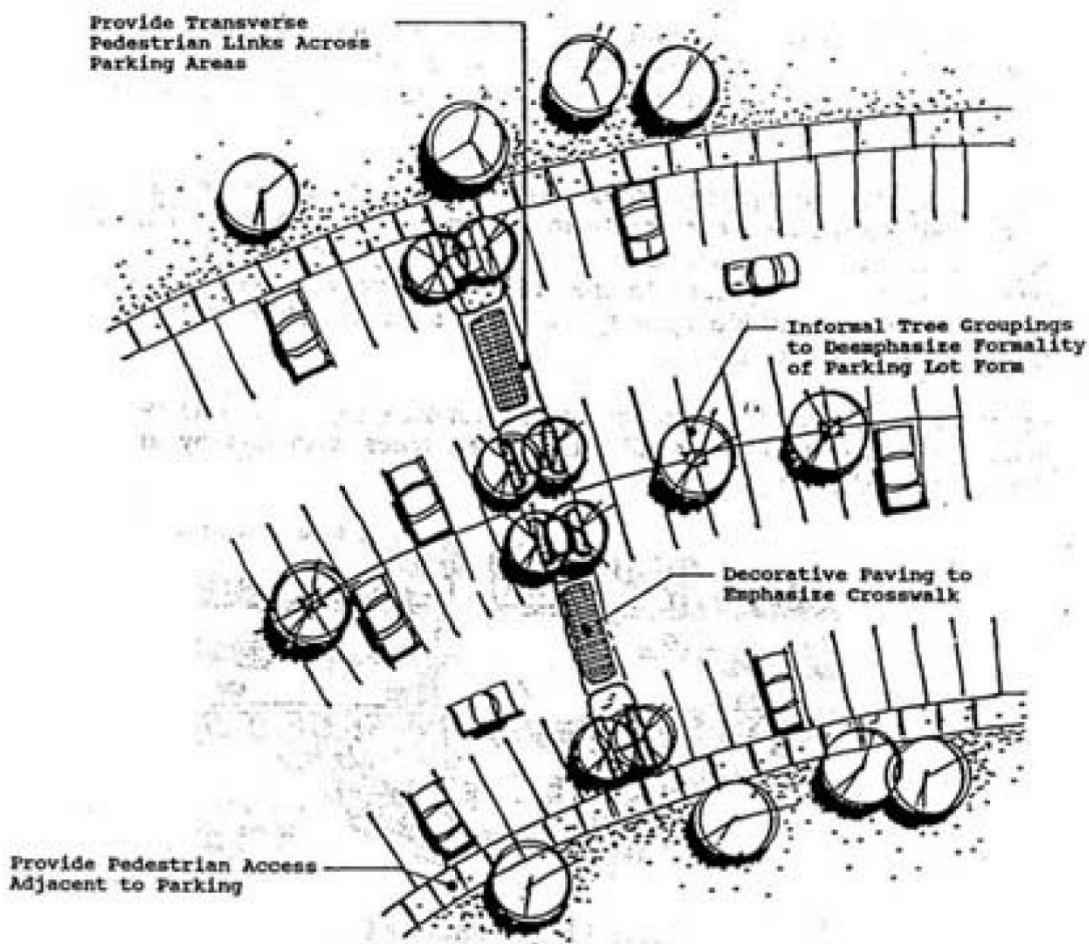 Provide Transverse
Pedestrian Links Across
Parking Areas
Informal Tree Groupings
to Deemphasize Formality
of Parking Lot Form
Decorative Paving to
Emphasize Crosswalk
Provide Pedestrian Access
Adjacent to Parking